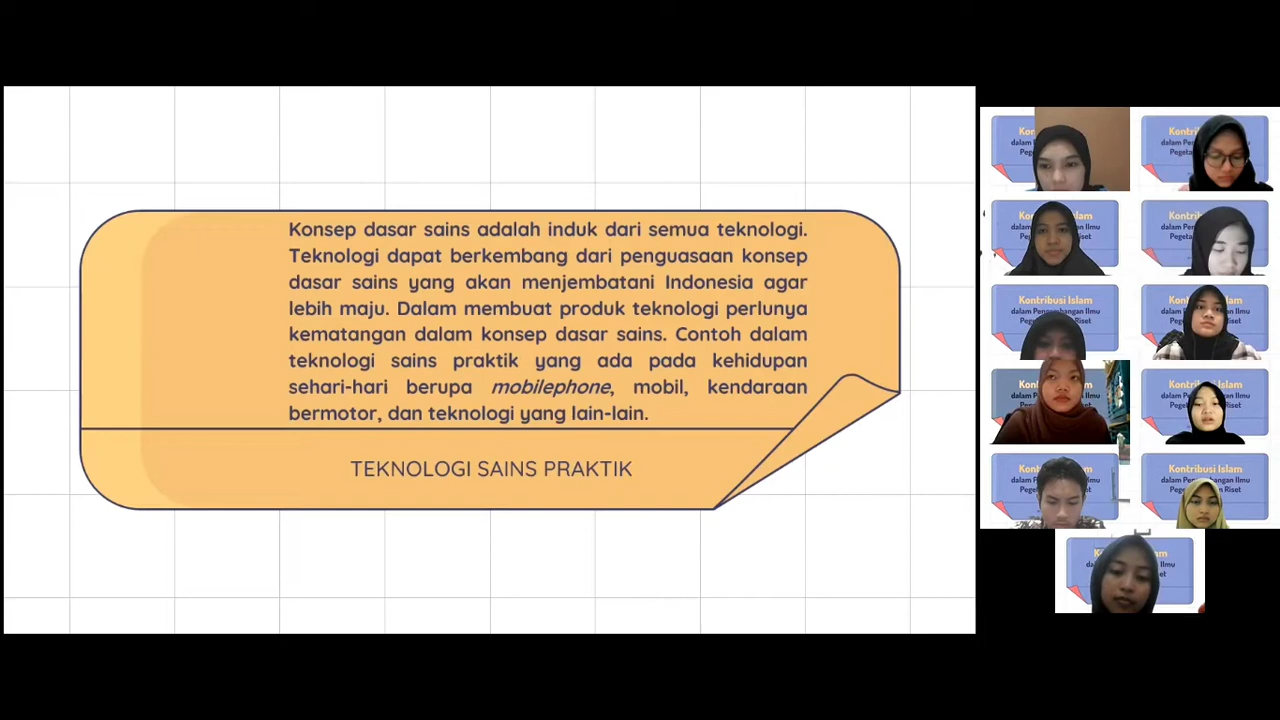 Konsep dasar sains adalah induk dari semua teknologi.
Teknologi dapat berkembang dari penguasaan konsep
dasar sains yang akan menjembatani Indonesia agar
lebih maju. Dalam membuat produk teknologi perlunya
kematangan dalam konsep dasar sains. Contoh dalam
teknologi sains praktik yang ada pada kehidupan
sehari-hari berupa mobilephone, mobil, kendaraan
bermotor, dan teknologi yang lain-lain.
TEKNOLOGI SAINS PRAKTIK
Kontribusi Islam
Kontribusi Islam